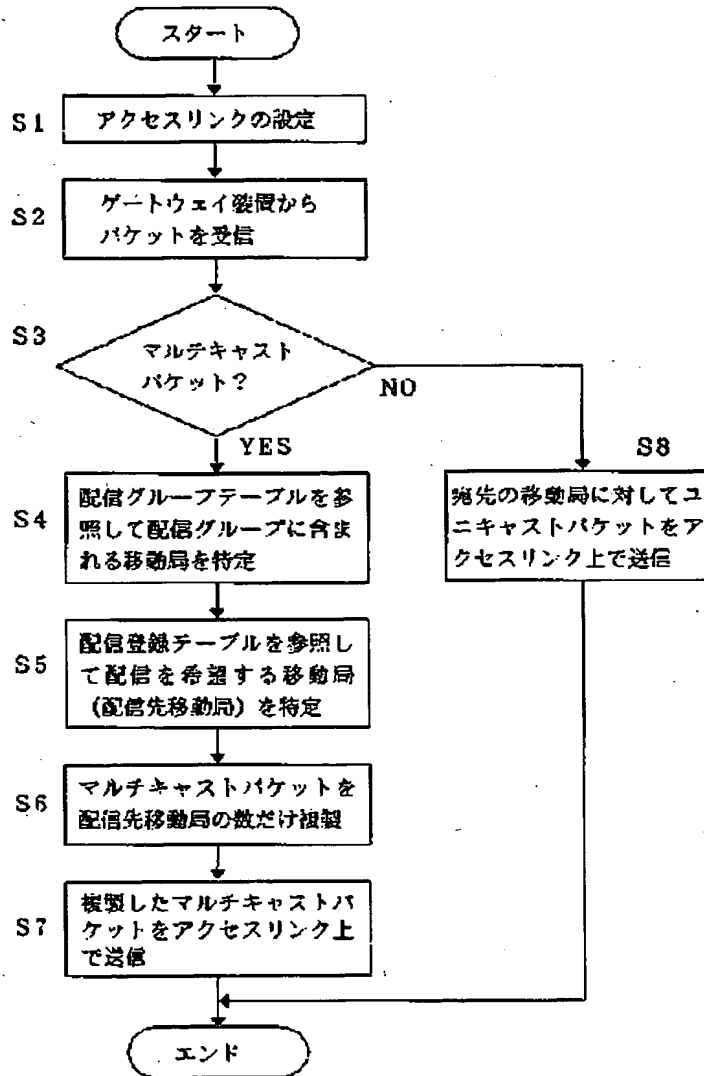 スタート
S1
アクセスリンクの設定
S2
ゲートウェイ装置から
パケットを受信
S3
マルチキャスト
パケット？
NO
YES
S4
配信グループテーブルを参
照して配信グループに含ま
れる移動局を特定
S8
宛先の移動局に対してユ
ニキャストパケットをア
クセスリンク上で送信
S5
配信登録テーブルを参照し
て配信を希望する移動局
（配信先移動局）を特定
S6
マルチキャストパケットを
配信先移動局の数だけ複製
S7
複製したマルチキャストパ
ケットをアクセスリンク上
で送信
エンド